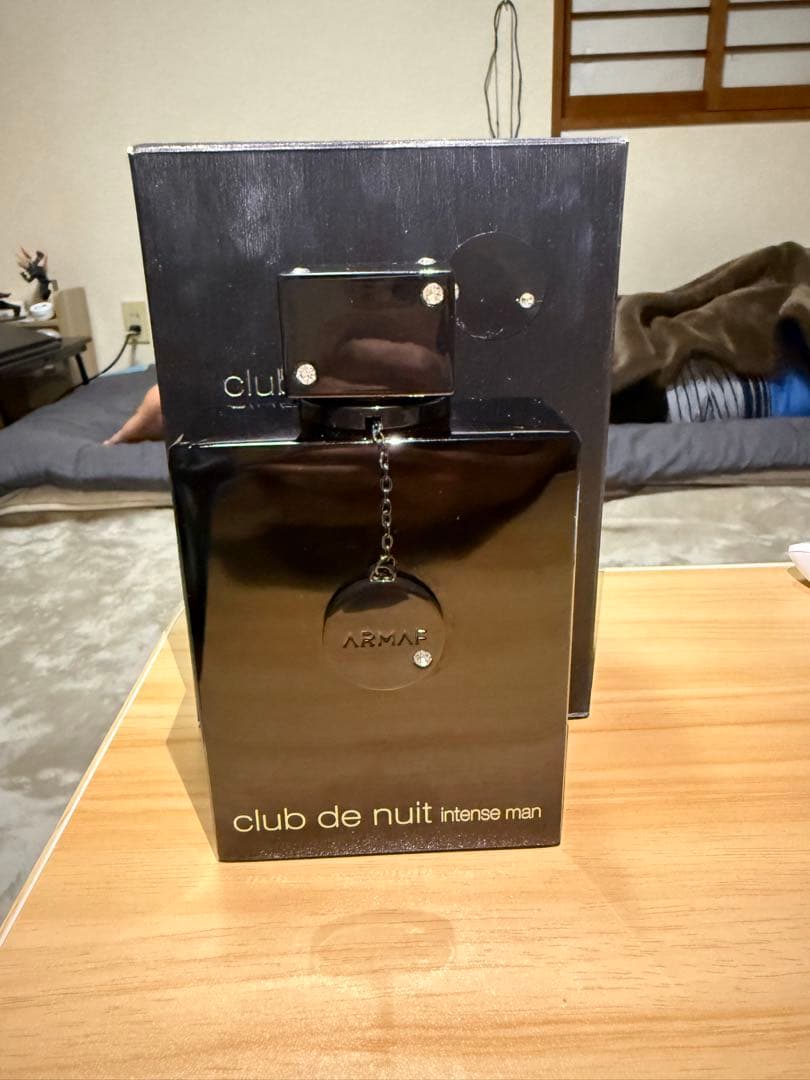 club
ARMAF
club de nuit intense man